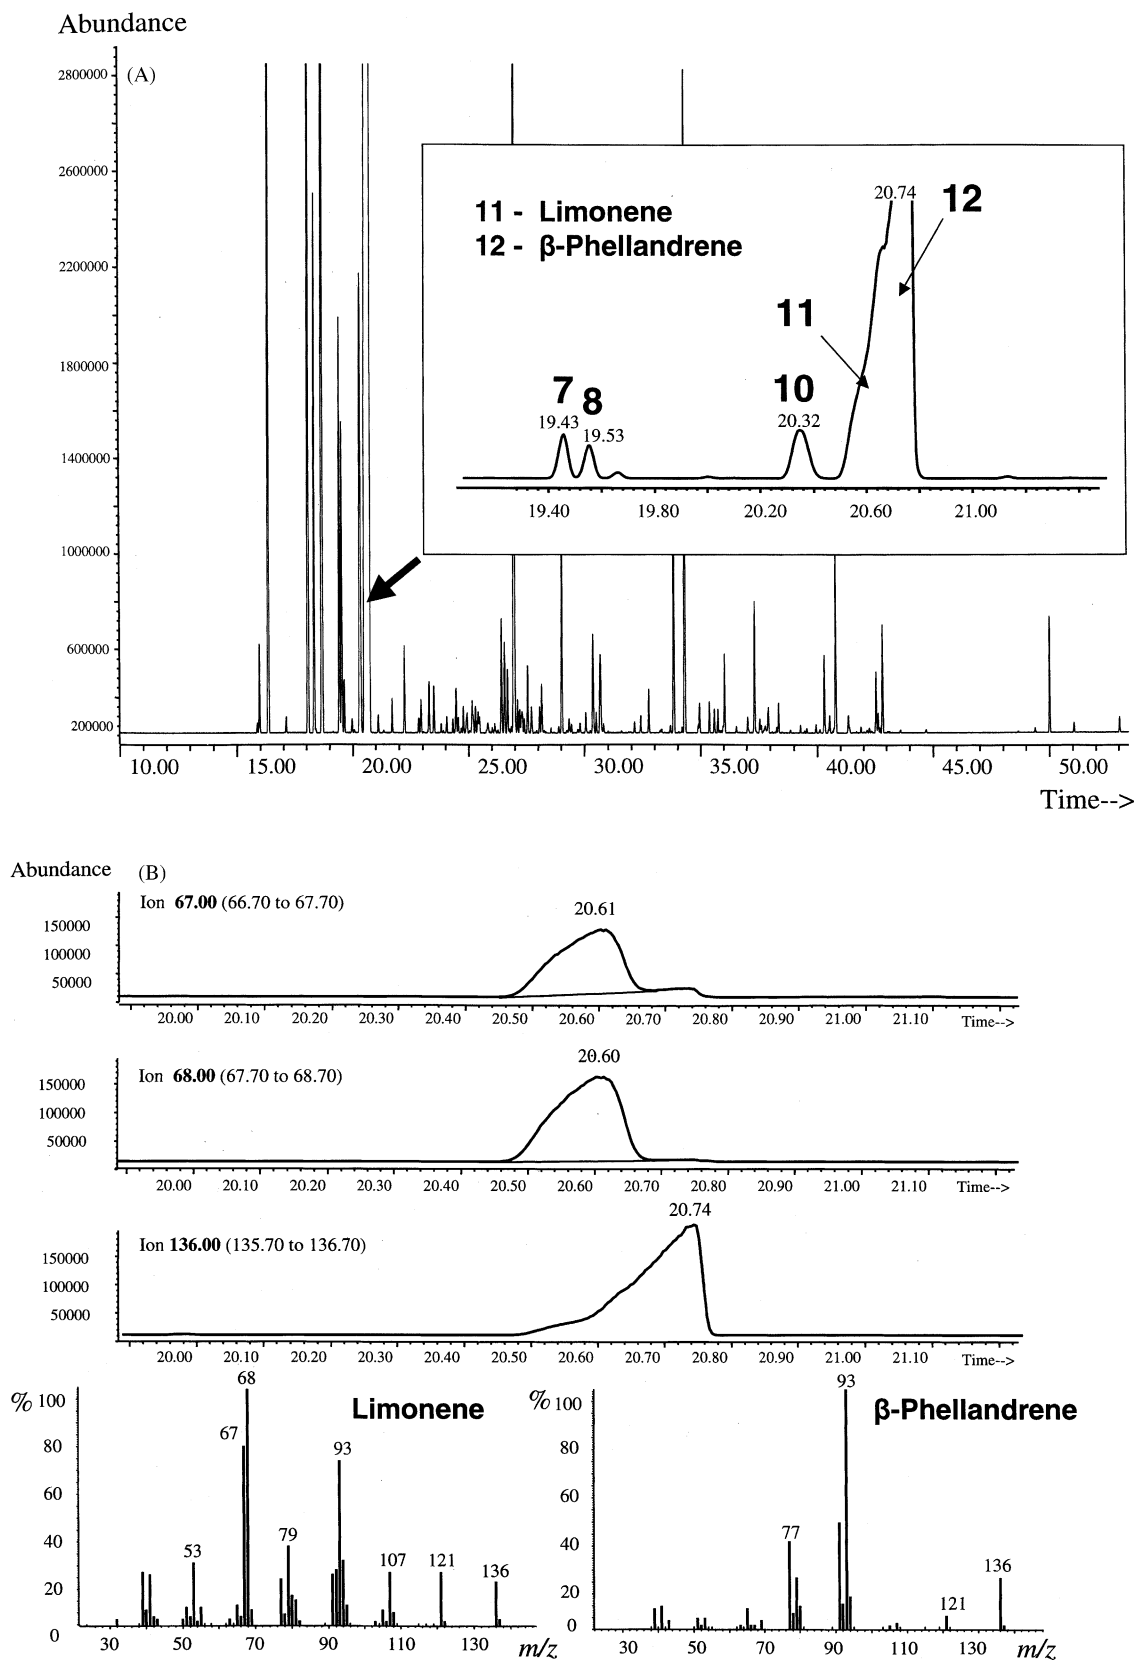 Abundance
(A)
2800000
2600000
2200000
1800000
1400000
1000000
600000
200000
11 - Limonene
12 - β-Phellandrene
20.74
12
11
7
8
10
19.43
19.53
20.32
19.40 19.80 20.20 20.60 21.00
10.00 15.00 20.00 25.00 30.00 35.00 40.00 45.00 50.00
Time-->
Abundance
(B)
Ion 67.00 (66.70 to 67.70)
20.61
150000
100000
50000
20.00 20.10 20.20 20.30 20.40 20.50 20.60 20.70 20.80 20.90 21.00 21.10 Time-->
Ion 68.00 (67.70 to 68.70)
20.60
150000
100000
50000
20.00 20.10 20.20 20.30 20.40 20.50 20.60 20.70 20.80 20.90 21.00 21.10 Time-->
Ion 136.00 (135.70 to 136.70)
20.74
150000
100000
50000
20.00 20.10 20.20 20.30 20.40 20.50 20.60 20.70 20.80 20.90 21.00 21.10 Time-->
% 100
80
60
40
20
0
Limonene
68
67
93
79
53
107
121
136
30 50 70 90 110 130 m/z
% 100
80
60
40
20
0
β-Phellandrene
93
77
136
121
30 50 70 90 110 130 m/z